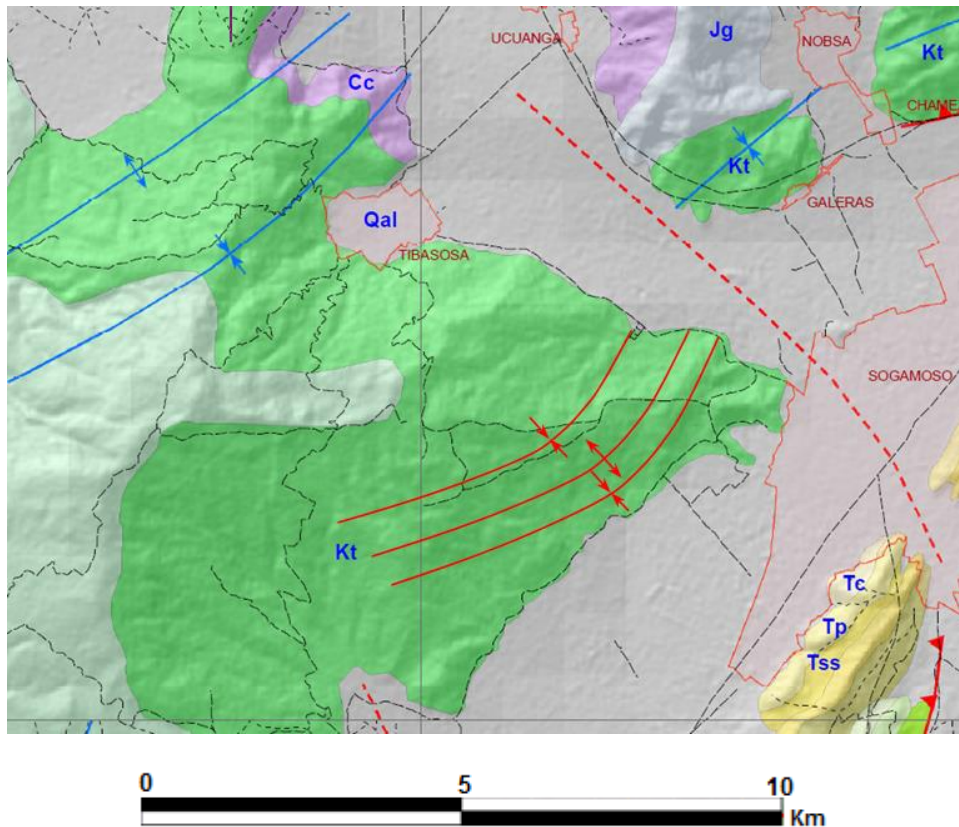 UCUANGA
Jg
NOBSA
Kt
Cc
CHAME
Kt
GALERAS
Qal
TIBASOSA
SOGAMOSO
Kt
Tc
Tp
Tss
0 5 10
Km